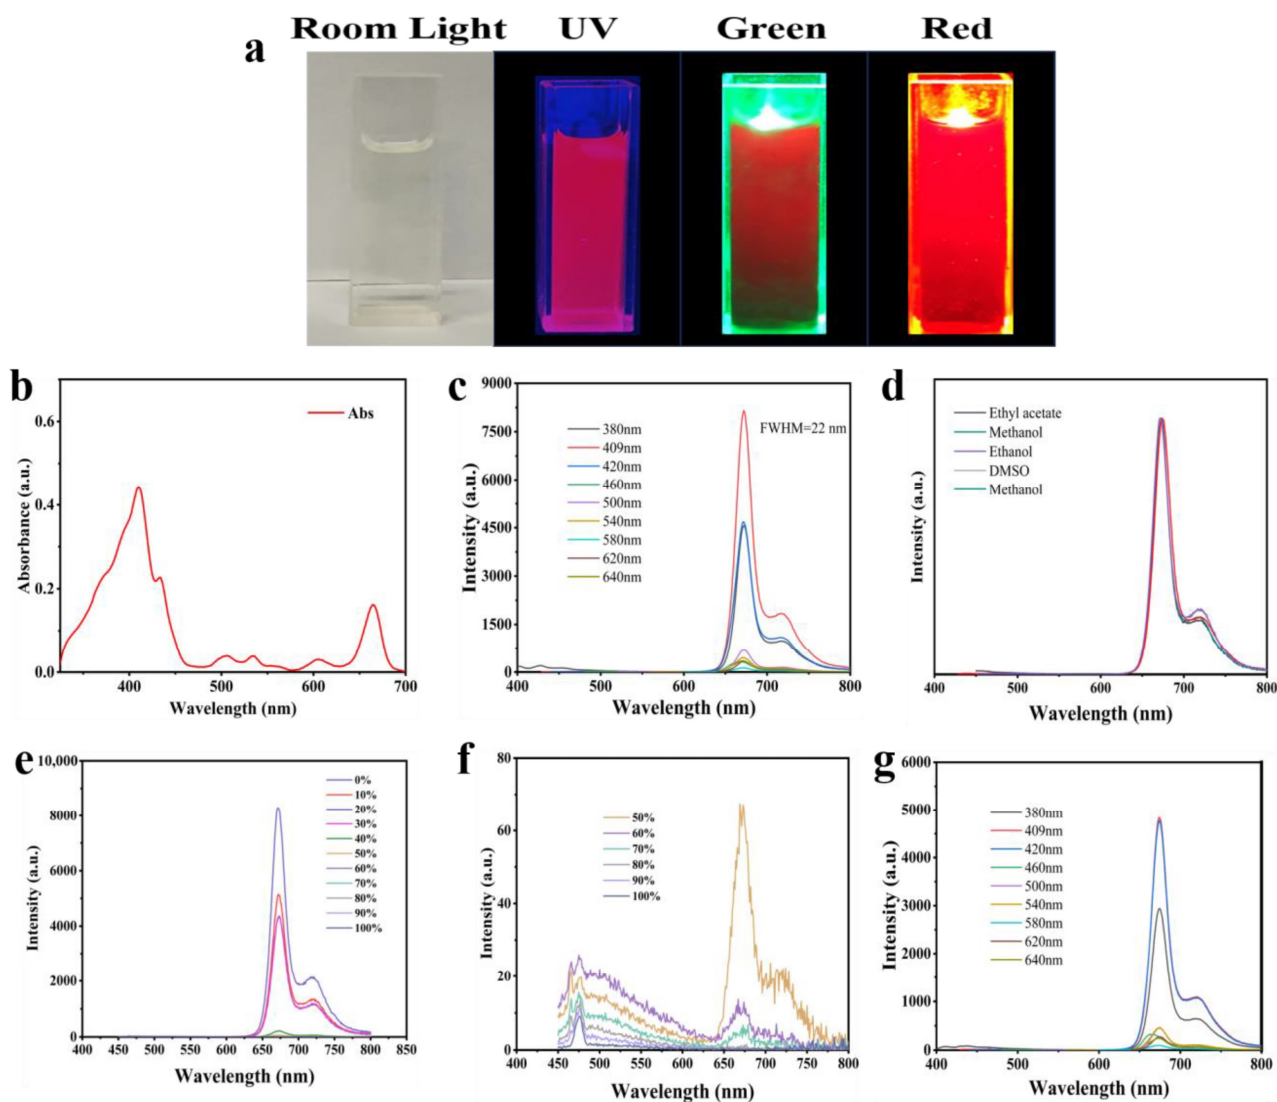 Room Light UV Green Red
a
b
Absorbance (a.u.)
0.6
0.4
0.2
0.0
Abs
400 500 600 700
Wavelength (nm)
c
Intensity (a.u.)
9000
7500
6000
4500
3000
1500
0
380nm
409nm
420nm
460nm
500nm
540nm
580nm
620nm
640nm
FWHM=22 nm
400 500 600 700 800
Wavelength (nm)
d
Intensity (a.u.)
Ethyl acetate
Methanol
Ethanol
DMSO
Methanol
400 500 600 700 800
Wavelength (nm)
e
Intensity (a.u.)
10,000
8000
6000
4000
2000
0
0%
10%
20%
30%
40%
50%
60%
70%
80%
90%
100%
400 450 500 550 600 650 700 750 800 850
Wavelength (nm)
f
Intensity (a.u.)
80
60
40
20
0
50%
60%
70%
80%
90%
100%
400 450 500 550 600 650 700 750 800
Wavelength (nm)
g
Intensity (a.u.)
6000
5000
4000
3000
2000
1000
0
380nm
409nm
420nm
460nm
500nm
540nm
580nm
620nm
640nm
400 500 600 700 800
Wavelength (nm)